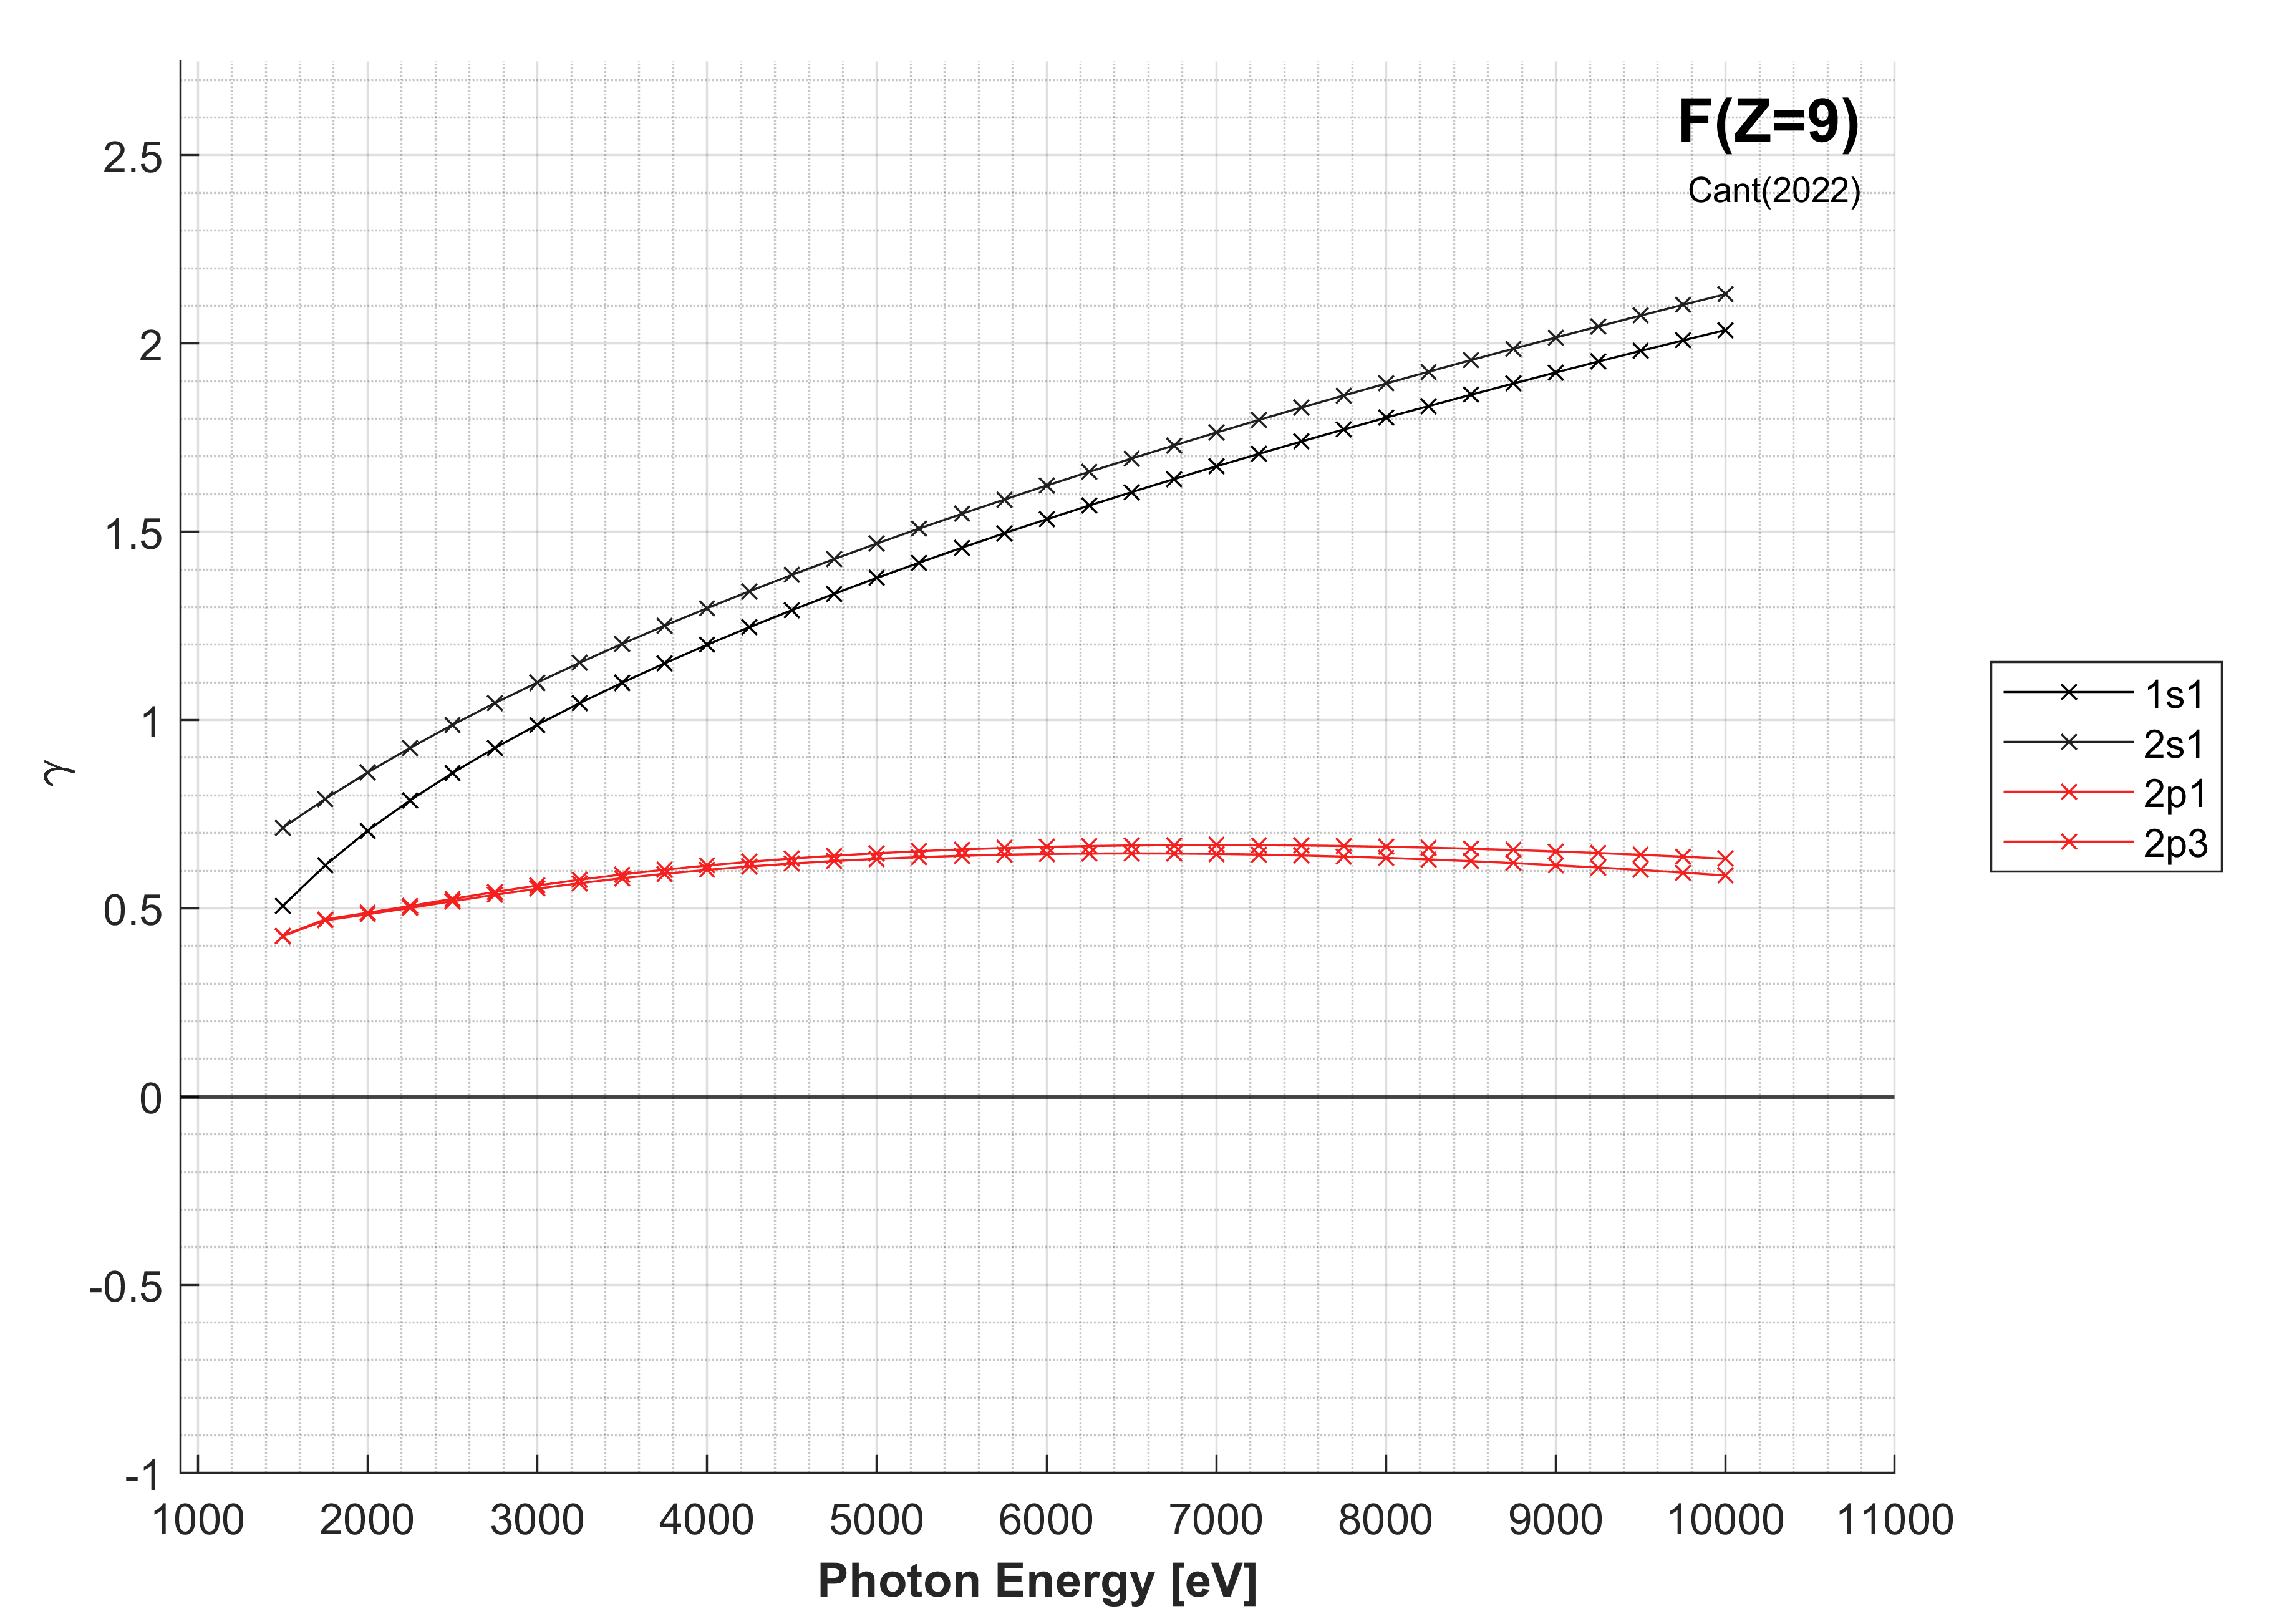 F(Z=9)
Cant(2022)
2.5
2
1.5
1
0.5
0
-0.5
-1
γ
1000 2000 3000 4000 5000 6000 7000 8000 9000 10000 11000
Photon Energy [eV]
1s1
2s1
2p1
2p3